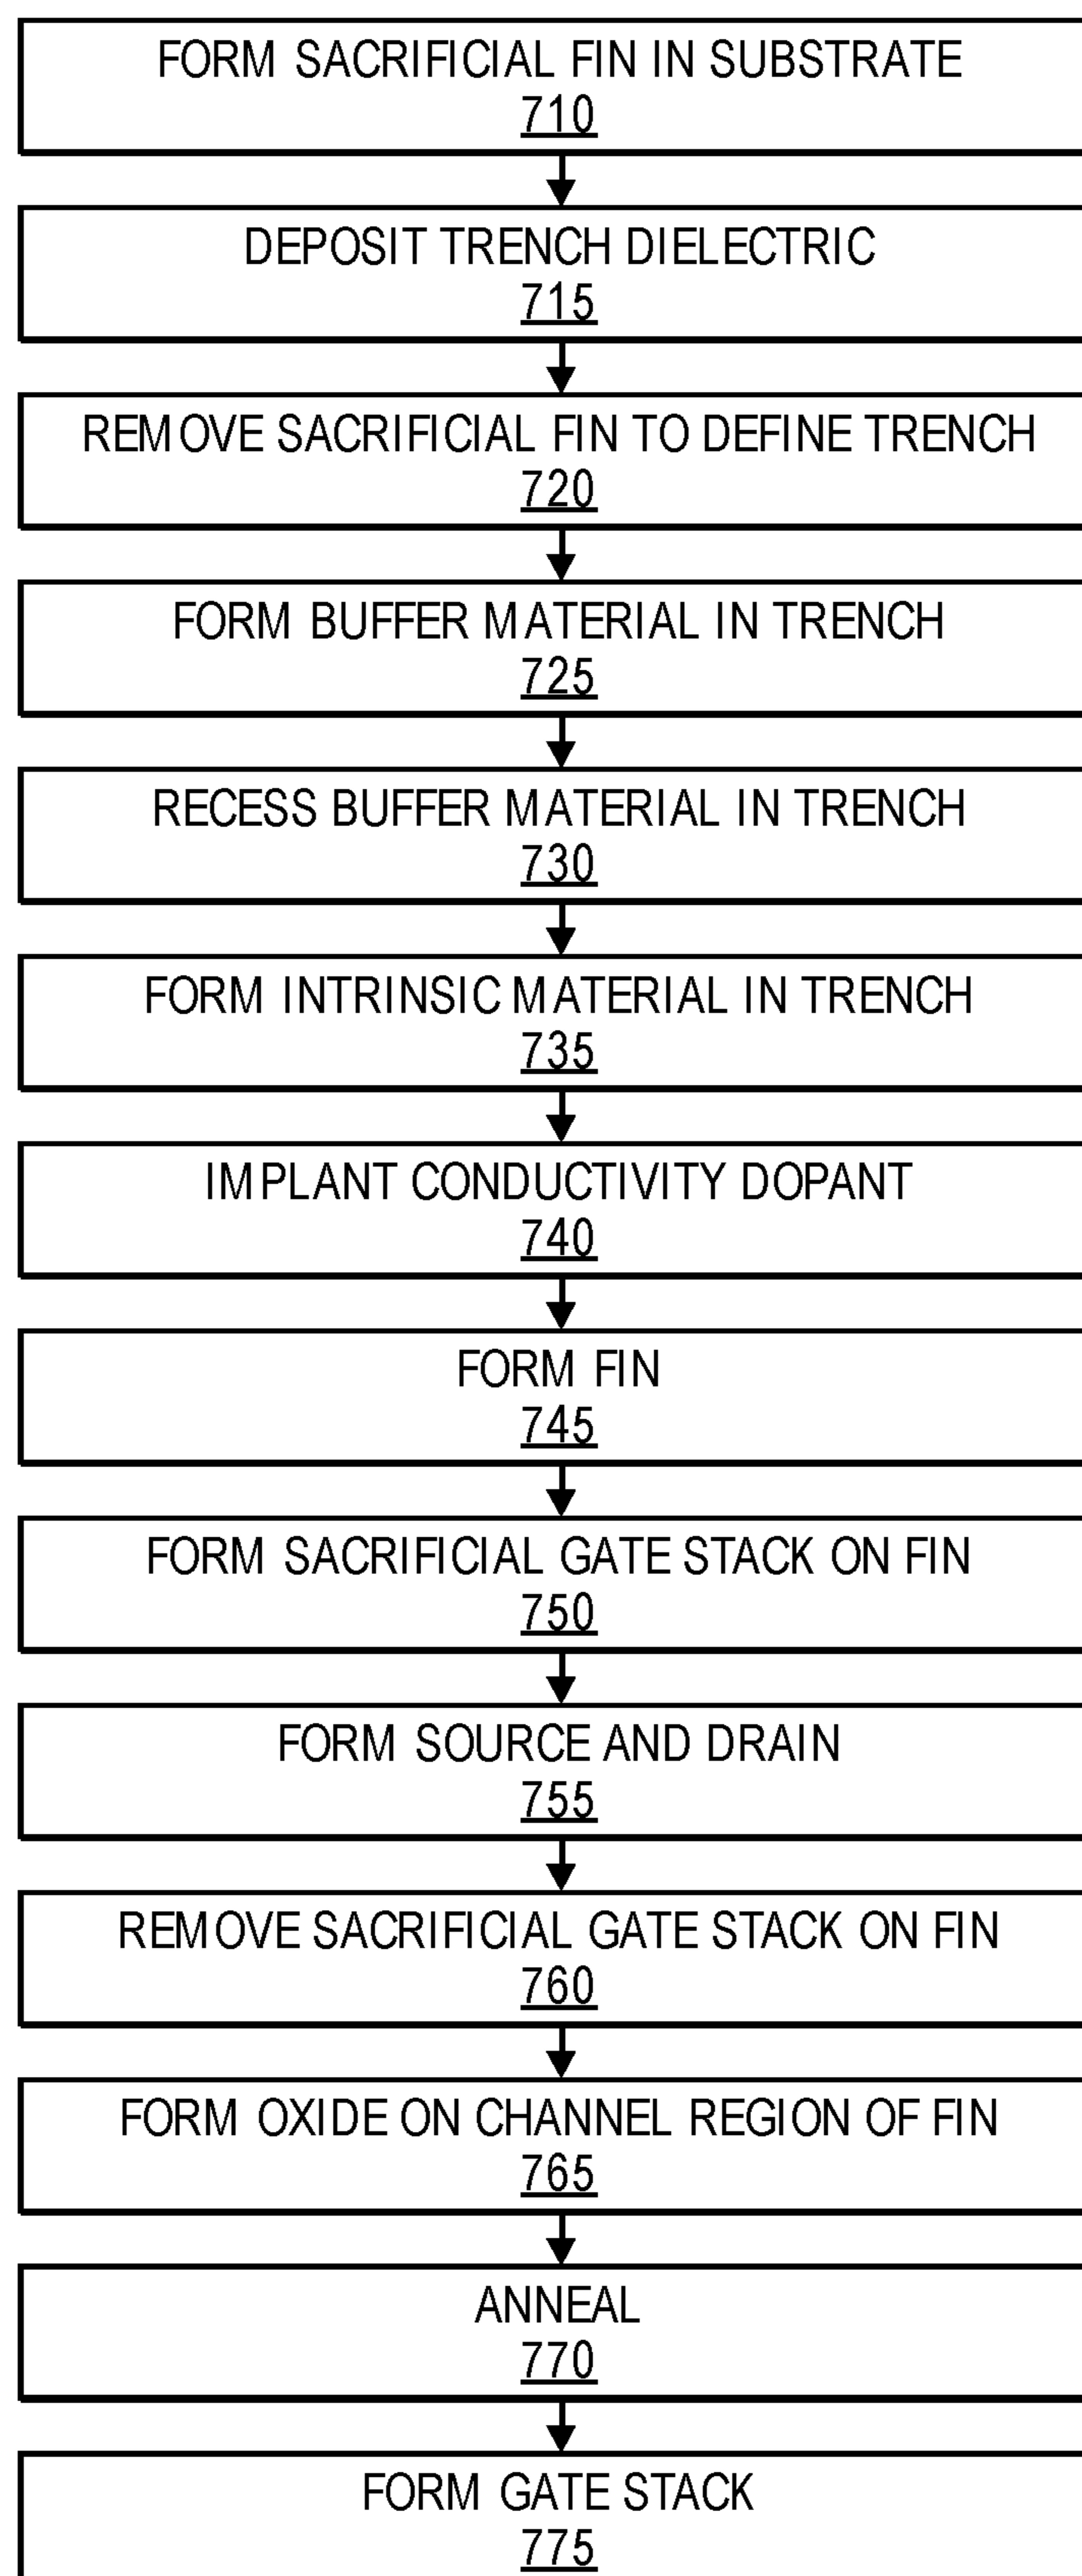 FORM SACRIFICIAL FIN IN SUBSTRATE
710
DEPOSIT TRENCH DIELECTRIC
715
REMOVE SACRIFICIAL FIN TO DEFINE TRENCH
720
FORM BUFFER MATERIAL IN TRENCH
725
RECESS BUFFER MATERIAL IN TRENCH
730
FORM INTRINSIC MATERIAL IN TRENCH
735
IMPLANT CONDUCTIVITY DOPANT
740
FORM FIN
745
FORM SACRIFICIAL GATE STACK ON FIN
750
FORM SOURCE AND DRAIN
755
REMOVE SACRIFICIAL GATE STACK ON FIN
760
FORM OXIDE ON CHANNEL REGION OF FIN
765
ANNEAL
770
FORM GATE STACK
775